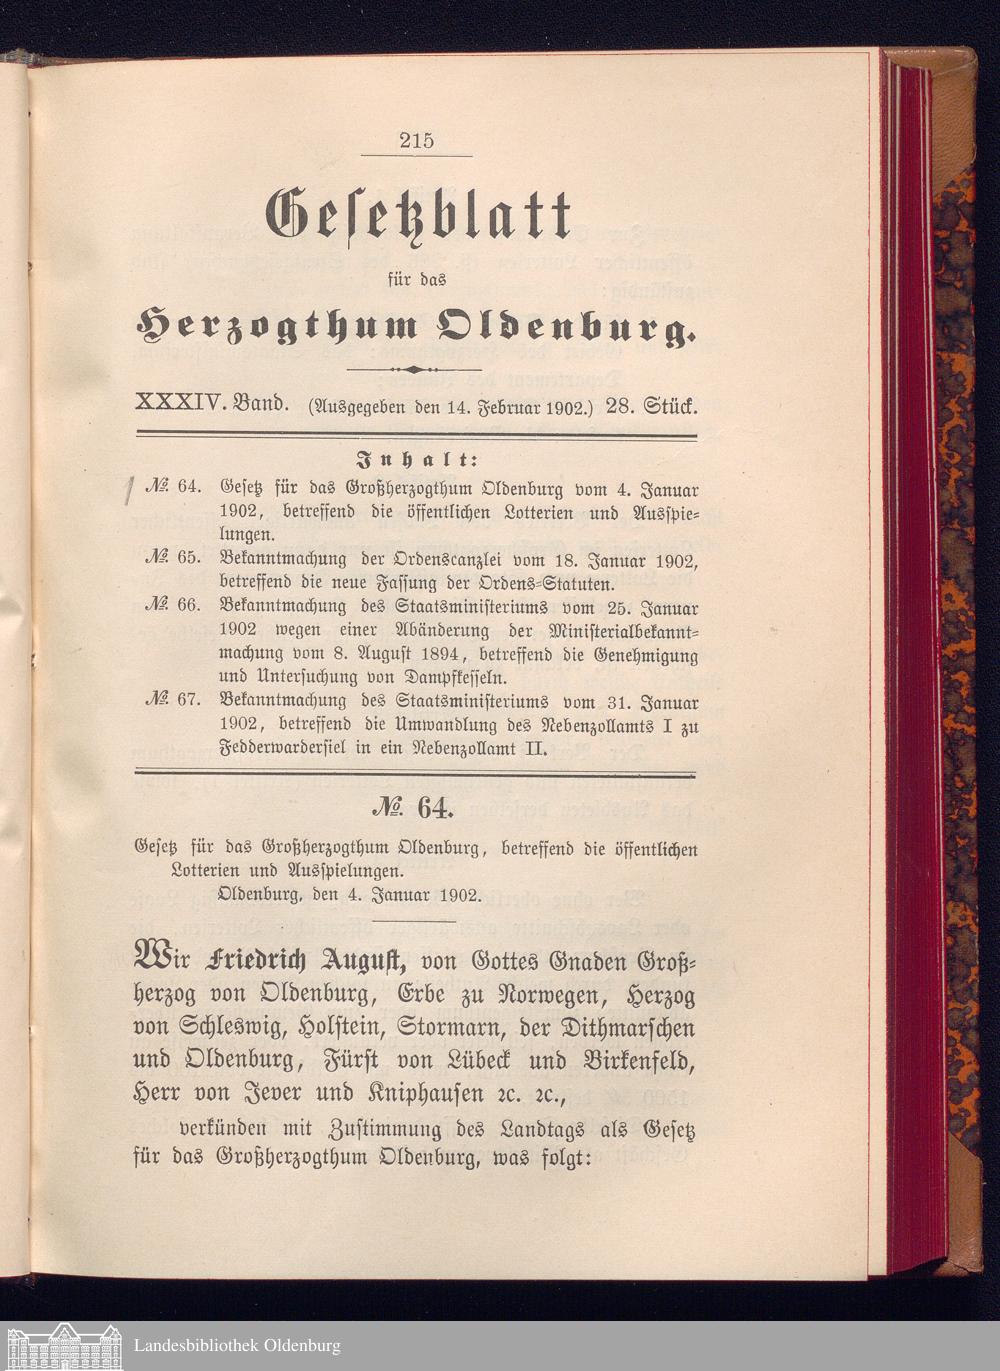 215
Gesetzblatt
für das
Herzogthum Oldenburg.
XXXIV. Band. (Ausgegeben den 14. Februar 1902.) 28. Stück.
Inhalt:
№. 64. Gesetz für das Großherzogthum Oldenburg vom 4. Januar
1902, betreffend die öffentlichen Lotterien und Ausspie-
lungen.
№. 65. Bekanntmachung der Ordenscanzlei vom 18. Januar 1902,
betreffend die neue Fassung der Ordens-Statuten.
№. 66. Bekanntmachung des Staatsministeriums vom 25. Januar
1902 wegen einer Abänderung der Ministerialbekannt-
machung vom 8. August 1894, betreffend die Genehmigung
und Untersuchung von Dampfkesseln.
№. 67. Bekanntmachung des Staatsministeriums vom 31. Januar
1902, betreffend die Umwandlung des Nebenzollamts I zu
Fedderwardersiel in ein Nebenzollamt II.
№. 64.
Gesetz für das Großherzogthum Oldenburg, betreffend die öffentlichen
Lotterien und Ausspielungen.
Oldenburg, den 4. Januar 1902.
Wir Friedrich August, von Gottes Gnaden Groß-
herzog von Oldenburg, Erbe zu Norwegen, Herzog
von Schleswig, Holstein, Stormarn, der Dithmarschen
und Oldenburg, Fürst von Lübeck und Birkenfeld,
Herr von Jever und Kniphausen ꝛc. ꝛc.,
verkünden mit Zustimmung des Landtags als Gesetz
für das Großherzogthum Oldenburg, was folgt:
Landesbibliothek Oldenburg